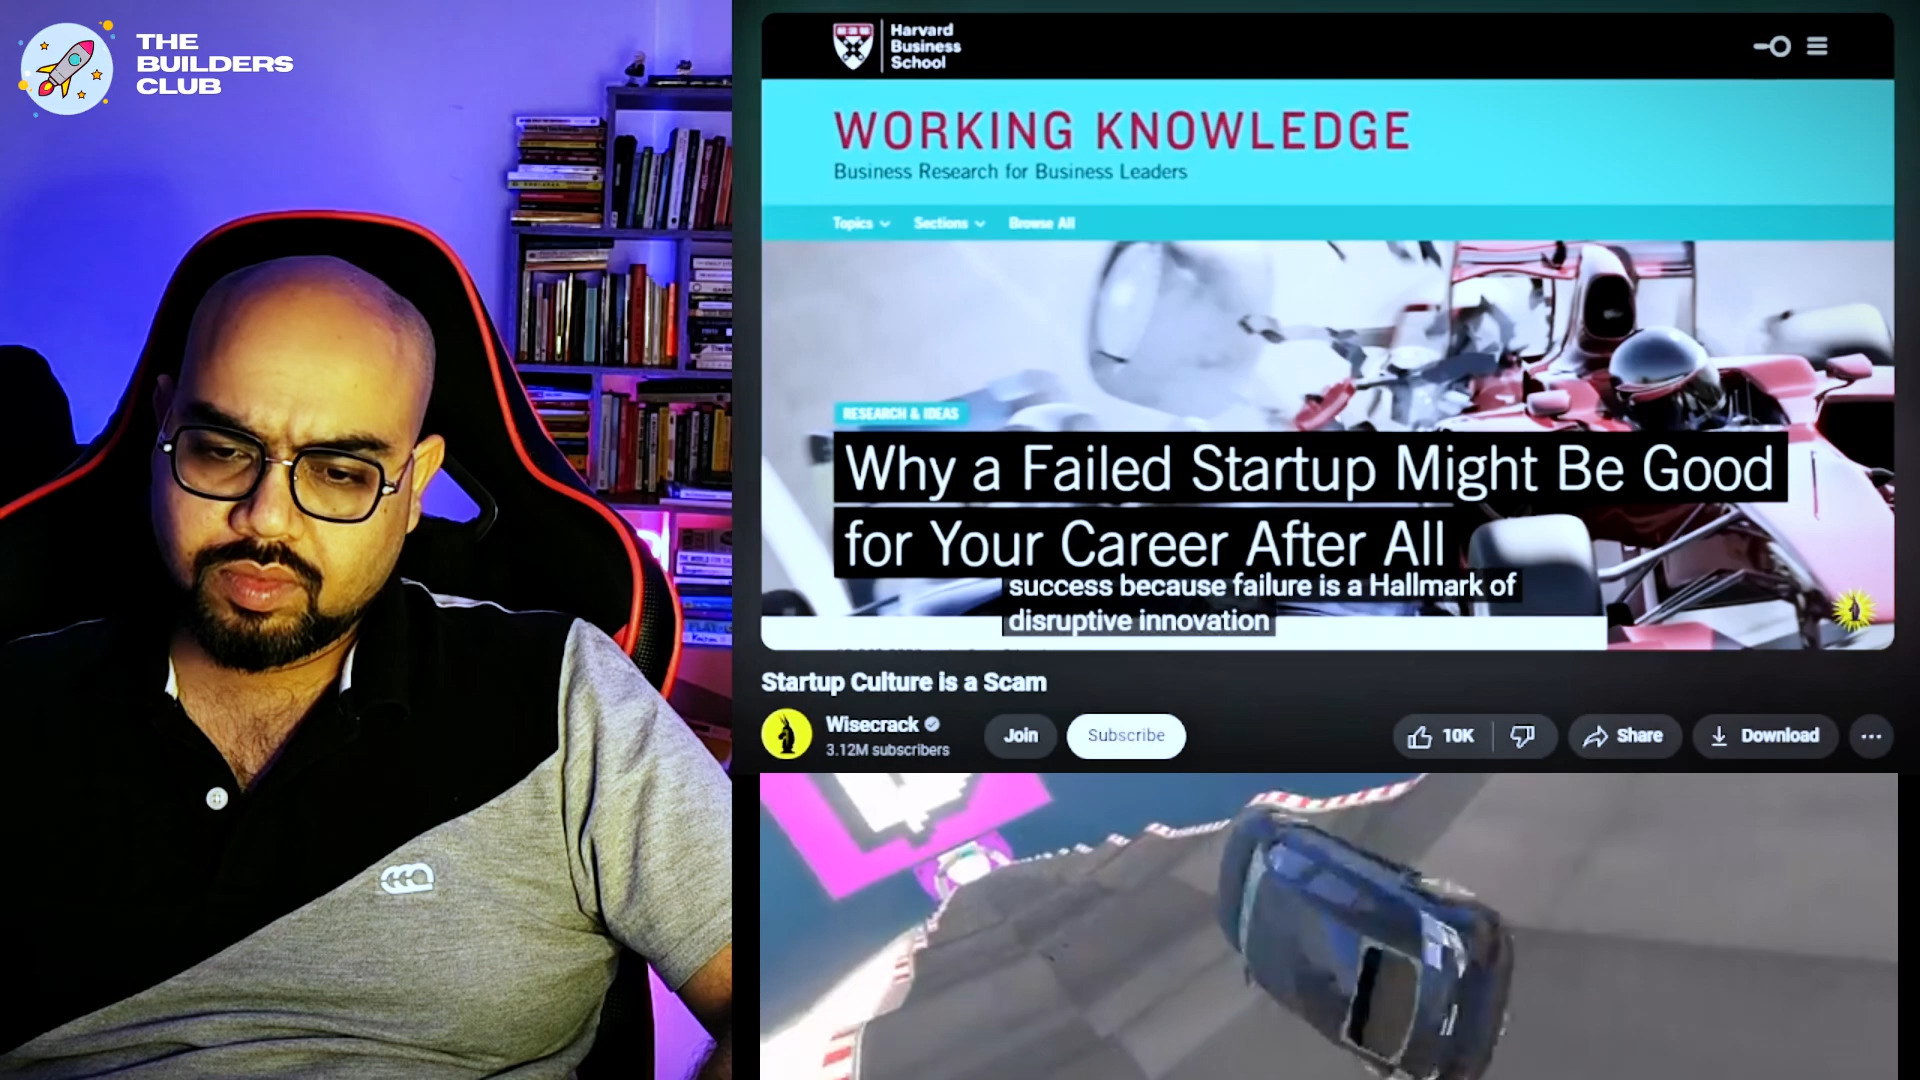 THE
BUILDERS
CLUB
Harvard
Business
School
WORKING KNOWLEDGE
Business Research for Business Leaders
Topics
Sections
Browse All
RESEARCH & IDEAS
Why a Failed Startup Might Be Good
for Your Career After All
success because failure is a Hallmark of
disruptive innovation
Startup Culture is a Scam
Wisecrack
3.12M subscribers
Join
Subscribe
10K
Share
Download